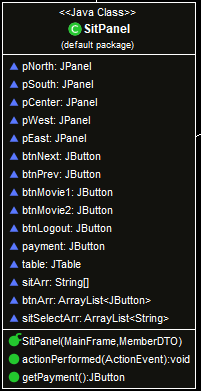 <<Java Class>>
SitPanel
(default package)
pNorth: JPanel
pSouth: JPanel
pCenter: JPanel
pWest: JPanel
pEast: JPanel
btnNext: JButton
btnPrev: JButton
btnMovie1: JButton
btnMovie2: JButton
btnLogout: JButton
payment: JButton
table: JTable
sitArr: String[]
btnArr: ArrayList<JButton>
sitSelectArr: ArrayList<String>
SitPanel(MainFrame,MemberDTO)
actionPerformed(ActionEvent):void
getPayment():JButton